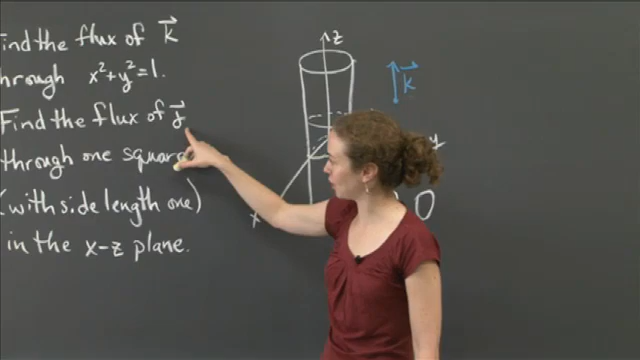 Find the flux of k⃗
through x²+y²=1.
Find the flux of j⃗
through one square
(with side length one)
in the x-z plane.
z
k⃗
y
x
0